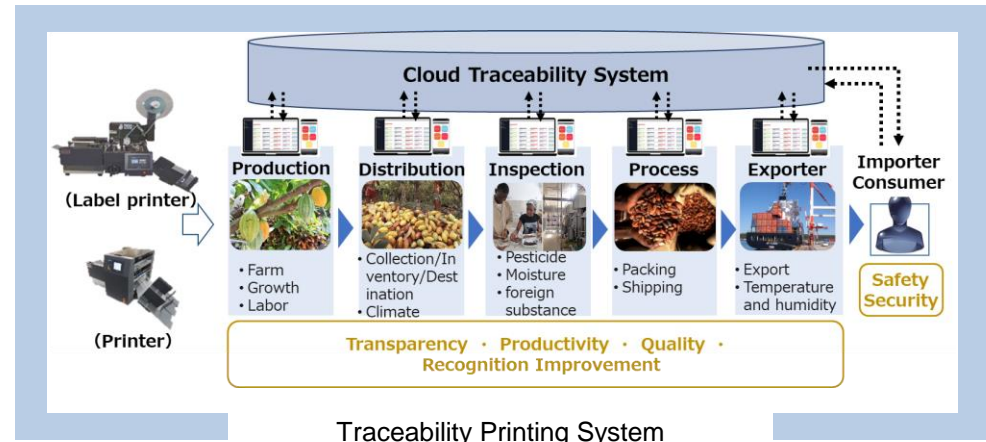 Cloud Traceability System
(Label printer)
(Printer)
Production
• Farm
• Growth
• Labor
Distribution
• Collection/In
ventory/Dest
ination
• Climate
Inspection
• Pesticide
• Moisture
• foreign
substance
Process
• Packing
• Shipping
Exporter
• Export
• Temperature
and humidity
Importer
Consumer
Safety
Security
Transparency ・ Productivity ・ Quality ・
Recognition Improvement
Traceability Printing System